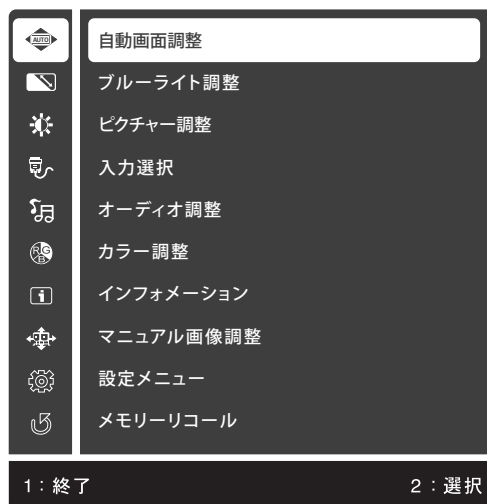 AUTO
自動画面調整
ブルーライト調整
ピクチャー調整
入力選択
オーディオ調整
RGB
カラー調整
i
インフォメーション
マニュアル画像調整
設定メニュー
メモリーリコール
1：終了
2：選択